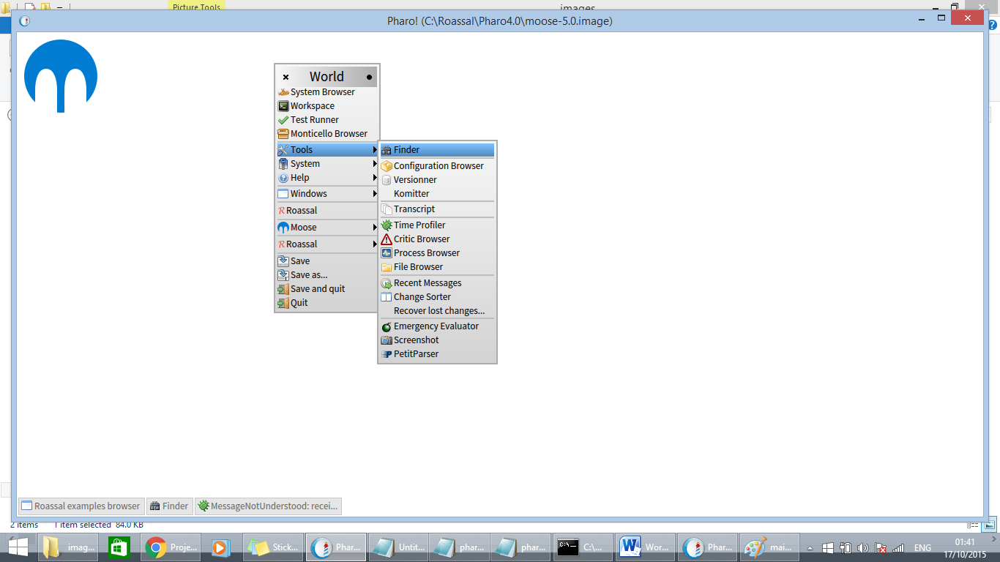 Picture Tools
images
Pharo! (C:\Roassal\Pharo4.0\moose-5.0.image)
World
System Browser
Workspace
Test Runner
Monticello Browser
Tools
System
Help
Windows
Roassal
Moose
Roassal
Save
Save as...
Save and quit
Quit
Finder
Configuration Browser
Versionner
Komitter
Transcript
Time Profiler
Critic Browser
Process Browser
File Browser
Recent Messages
Change Sorter
Recover lost changes...
Emergency Evaluator
Screenshot
PetitParser
Roassal examples browser
Finder
MessageNotUnderstood: recei...
2 items 1 item selected 84.0 KB
imag... Proje... Stick... Phar... Untit... phar... phar... C:\... Wor... Phar... mai... ENG
01:41
17/10/2015